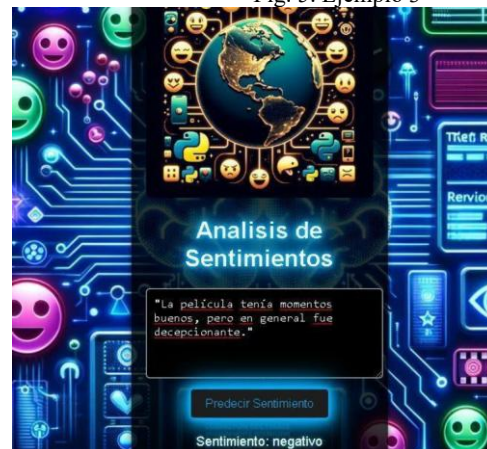 Fig. 3. Ejemplo 3
Analisis de
Sentimientos
"La película tenía momentos
buenos, pero en general fue
decepcionante."
Predecir Sentimiento
Sentimiento: negativo
Rervior